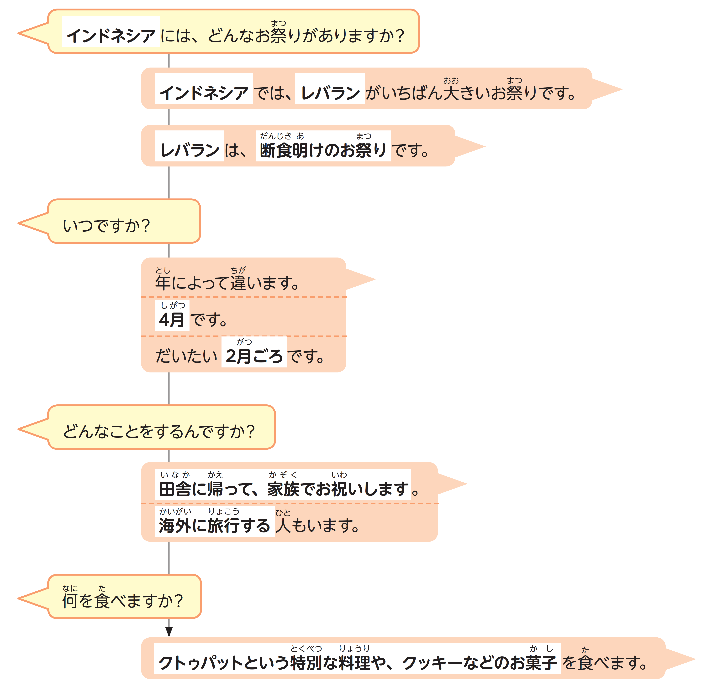 インドネシアには、どんなお祭りがありますか？
インドネシアでは、レバランがいちばん大きいお祭りです。
レバランは、断食明けのお祭りです。
いつですか？
年によって違います。
4月です。
だいたい 2月ごろです。
どんなことをするんですか？
田舎に帰って、家族でお祝いします。
海外に旅行する人もいます。
何を食べますか？
クトゥパットという特別な料理や、クッキーなどのお菓子を食べます。